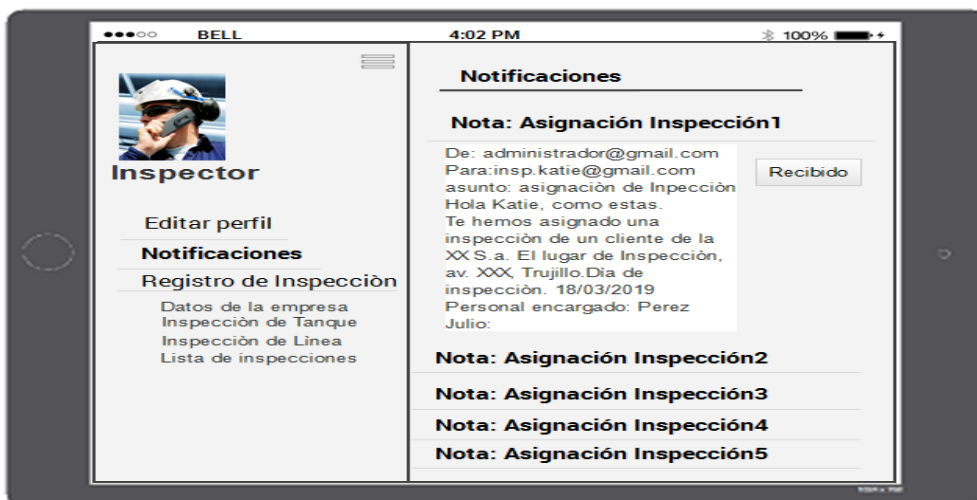 BELL
4:02 PM
100%
Inspector
Editar perfil
Notificaciones
Registro de Inspecciòn
Datos de la empresa
Inspecciòn de Tanque
Inspecciòn de Lìnea
Lista de inspecciones
Notificaciones
Nota: Asignación Inspección1
De: administrador@gmail.com
Para:insp.katie@gmail.com
asunto: asignaciòn de Inpecciòn
Hola Katie, como estas.
Te hemos asignado una
inspecciòn de un cliente de la
XX S.a. El lugar de Inspecciòn,
av. XXX, Trujillo.Dìa de
inspecciòn. 18/03/2019
Personal encargado: Perez
Julio:
Recibido
Nota: Asignación Inspección2
Nota: Asignación Inspección3
Nota: Asignación Inspección4
Nota: Asignación Inspección5